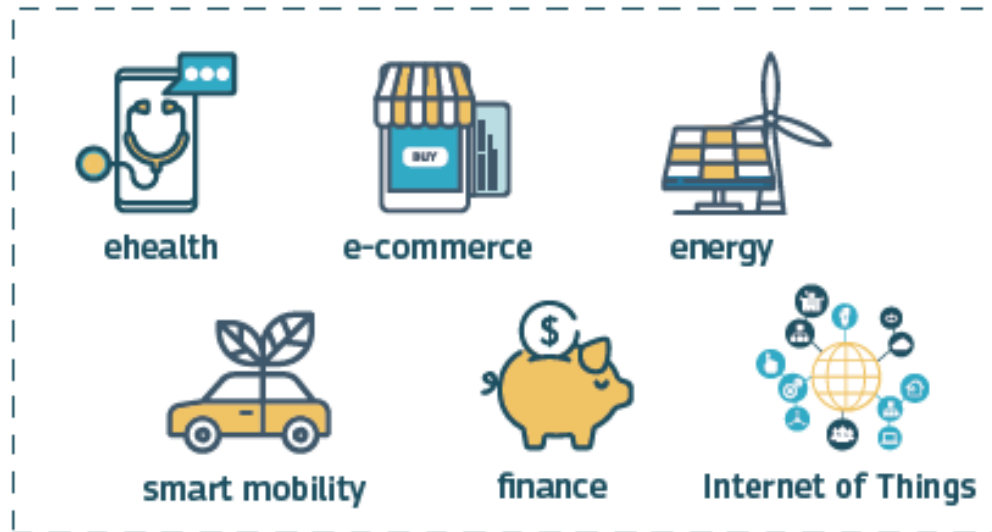 BUY
ehealth
e-commerce
energy
$
smart mobility
finance
Internet of Things